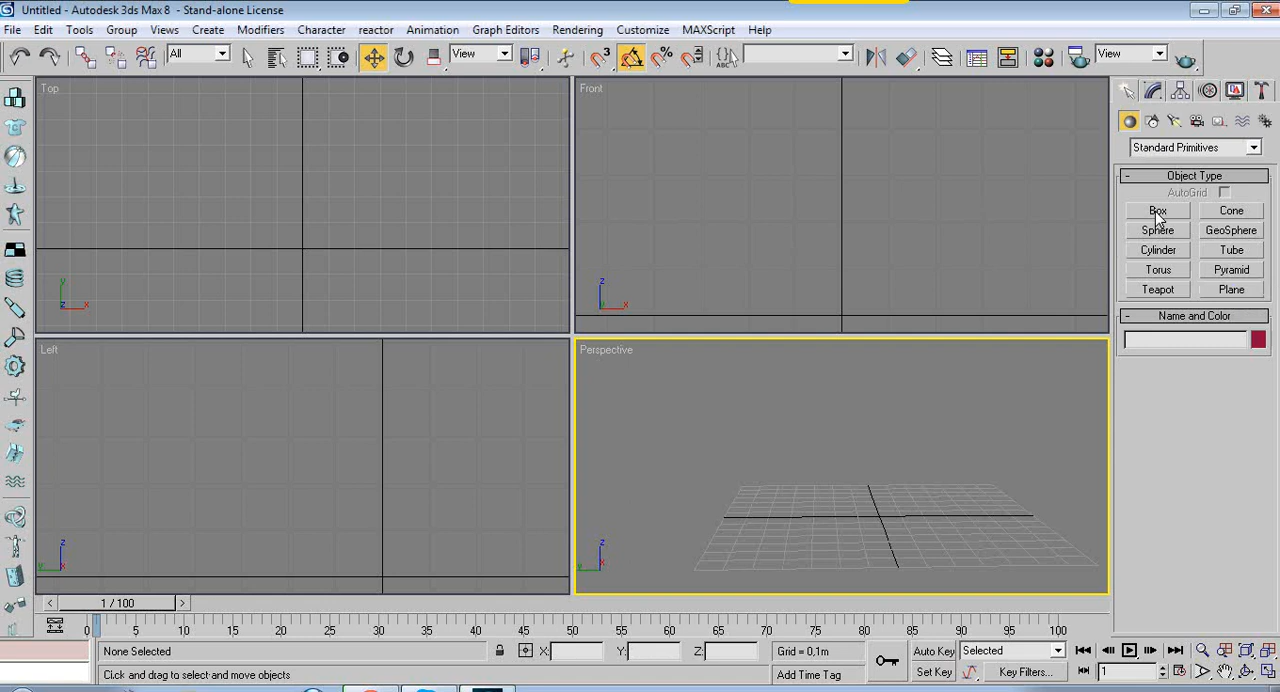 Untitled - Autodesk 3ds Max 8 - Stand-alone License
File Edit Tools Group Views Create Modifiers Character reactor Animation Graph Editors Rendering Customize MAXScript Help
All View View
Top Front
Standard Primitives
- Object Type
AutoGrid
Box Cone
Sphere GeoSphere
Cylinder Tube
Torus Pyramid
Teapot Plane
- Name and Color
z y x z y x
Left Perspective
z y x z y x
< 1 / 100 >
0 5 10 15 20 25 30 35 40 45 50 55 60 65 70 75 80 85 90 95 100
None Selected X: Y: Z: Grid = 0,1m Auto Key Selected
Click and drag to select and move objects Add Time Tag Set Key Key Filters... 1